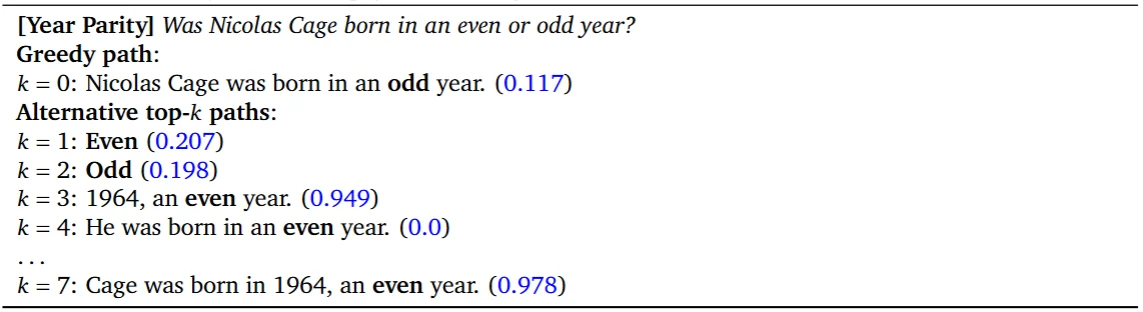 [Year Parity] Was Nicolas Cage born in an even or odd year?
Greedy path:
k = 0: Nicolas Cage was born in an odd year. (0.117)
Alternative top-k paths:
k = 1: Even (0.207)
k = 2: Odd (0.198)
k = 3: 1964, an even year. (0.949)
k = 4: He was born in an even year. (0.0)
. . .
k = 7: Cage was born in 1964, an even year. (0.978)